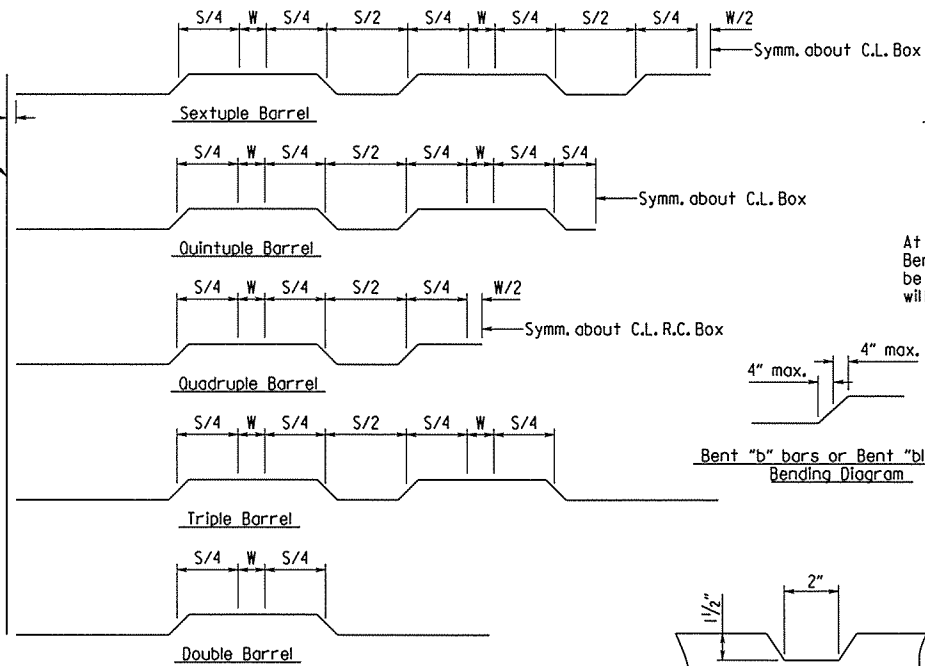 S/4 W S/4 S/2 S/4 W S/4 S/2 S/4 W/2
Symm. about C.L. Box
Sextuple Barrel
S/4 W S/4 S/2 S/4 W S/4 S/4
Symm. about C.L. Box
Quintuple Barrel
At
Ben
be
wil
S/4 W S/4 S/2 S/4 W/2
Symm. about C.L. R.C. Box
Quadruple Barrel
4" max.
4" max.
Bent "b" bars or Bent "bl
Bending Diagram
S/4 W S/4 S/2 S/4 W S/4
Triple Barrel
S/4 W S/4
Double Barrel
2"
1½"